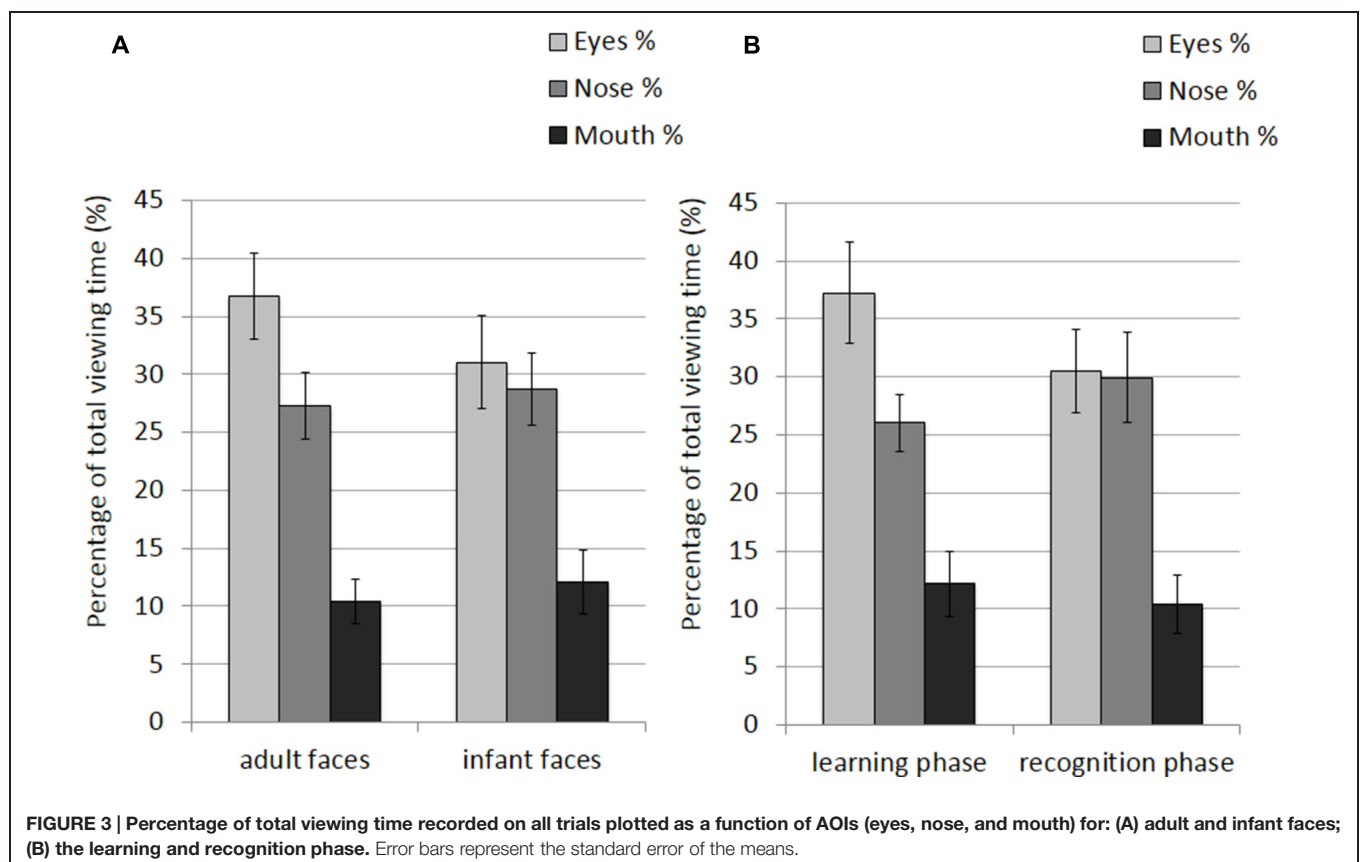 A
Eyes %
Nose %
Mouth %
Percentage of total viewing time (%)
45
40
35
30
25
20
15
10
5
0
adult faces
infant faces
B
Eyes %
Nose %
Mouth %
Percentage of total viewing time (%)
45
40
35
30
25
20
15
10
5
0
learning phase
recognition phase
FIGURE 3 | Percentage of total viewing time recorded on all trials plotted as a function of AOIs (eyes, nose, and mouth) for: (A) adult and infant faces;
(B) the learning and recognition phase. Error bars represent the standard error of the means.